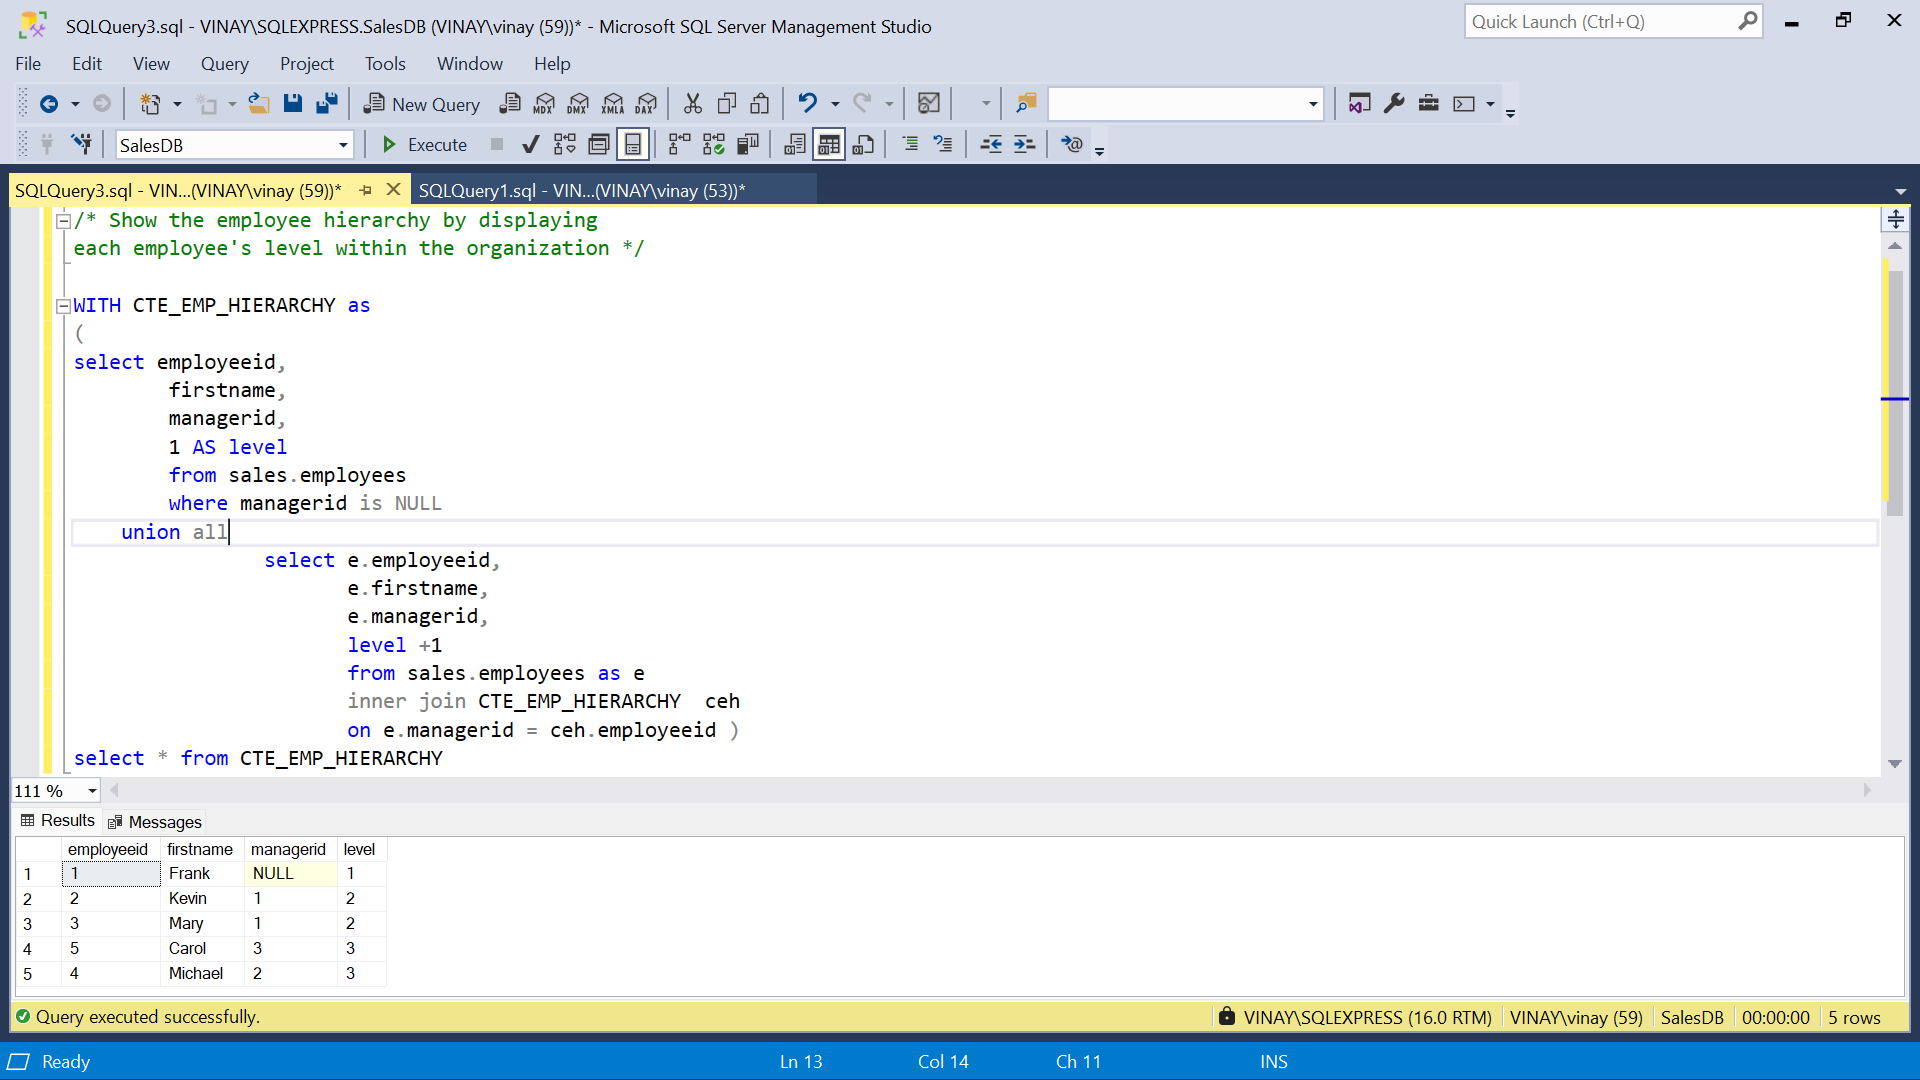 SQLQuery3.sql - VINAY\SQLEXPRESS.SalesDB (VINAY\vinay (59))* - Microsoft SQL Server Management Studio
Quick Launch (Ctrl+Q)
File Edit View Query Project Tools Window Help
New Query MDX DMX XMLA DAX
SalesDB Execute
SQLQuery3.sql - VIN...(VINAY\vinay (59))* SQLQuery1.sql - VIN...(VINAY\vinay (53))*
/* Show the employee hierarchy by displaying
each employee's level within the organization */
WITH CTE_EMP_HIERARCHY as
(
select employeeid,
firstname,
managerid,
1 AS level
from sales.employees
where managerid is NULL
union all
select e.employeeid,
e.firstname,
e.managerid,
level +1
from sales.employees as e
inner join CTE_EMP_HIERARCHY  ceh
on e.managerid = ceh.employeeid )
select * from CTE_EMP_HIERARCHY
111 %
Results Messages
employeeid firstname managerid level
1 1 Frank NULL 1
2 2 Kevin 1 2
3 3 Mary 1 2
4 5 Carol 3 3
5 4 Michael 2 3
Query executed successfully. VINAY\SQLEXPRESS (16.0 RTM) VINAY\vinay (59) SalesDB 00:00:00 5 rows
Ready Ln 13 Col 14 Ch 11 INS